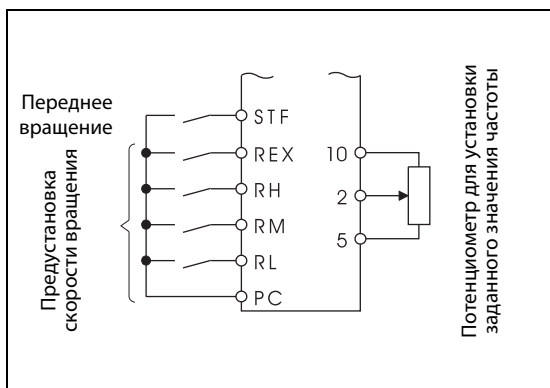 Переднее
вращение
Предустановка
скорости вращения
STF
REX
RH
RM
RL
PC
10
2
5
Потенциометр для установки
заданного значения частоты